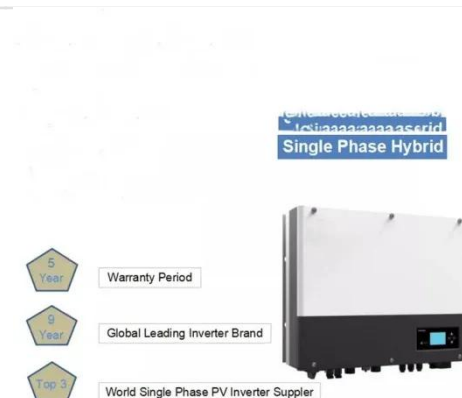 Single Phase Hybrid
5
Year
Warranty Period
9
Year
Global Leading Inverter Brand
Top 3
World Single Phase PV Inverter Suppler